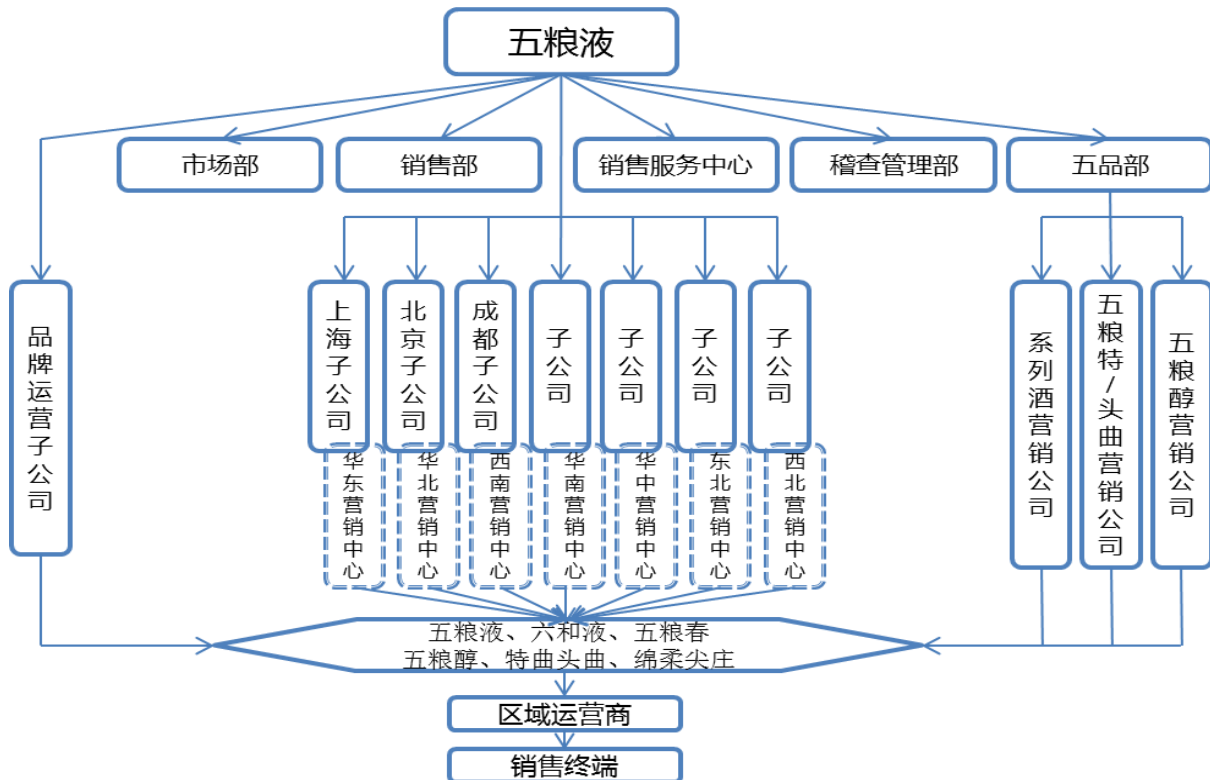 五粮液
市场部
销售部
销售服务中心
稽查管理部
五品部
品牌运营子公司
上海子公司
北京子公司
成都子公司
子公司
子公司
子公司
子公司
系列酒营销公司
五粮特/头曲营销公司
五粮醇营销公司
华东营销中心
华北营销中心
西南营销中心
华南营销中心
华中营销中心
东北营销中心
西北营销中心
五粮液、六和液、五粮春
五粮醇、特曲头曲、绵柔尖庄
区域运营商
销售终端